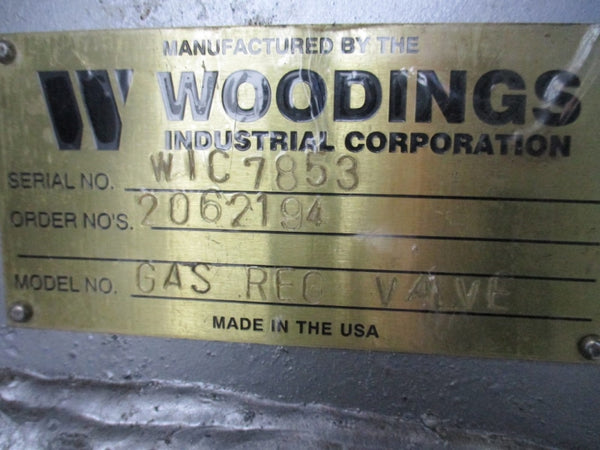 MANUFACTURED BY THE
W WOODINGS
INDUSTRIAL CORPORATION
SERIAL NO. WIC 7853
ORDER NO'S. 2062194
MODEL NO. GAS REG VALVE
MADE IN THE USA